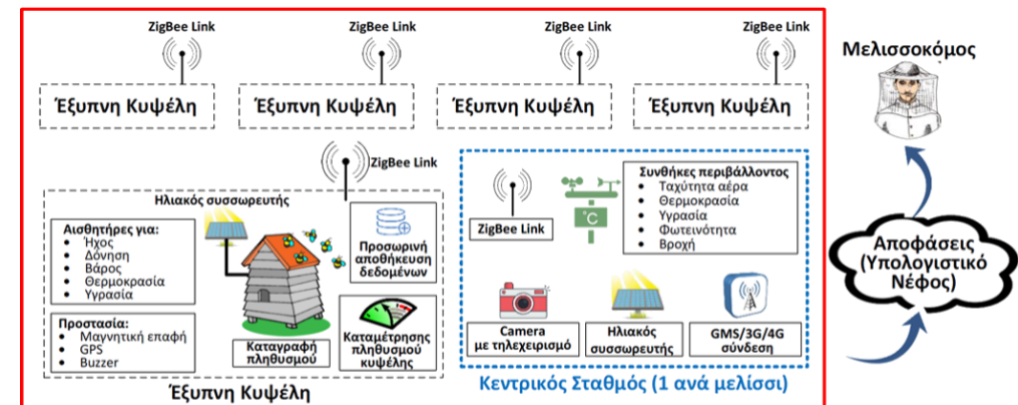 ZigBee Link
ZigBee Link
ZigBee Link
ZigBee Link
Έξυπνη Κυψέλη
Έξυπνη Κυψέλη
Έξυπνη Κυψέλη
Έξυπνη Κυψέλη
Μελισσοκόμος
ZigBee Link
Ηλιακός συσσωρευτής
Αισθητήρες για:
• Ήχος
• Δόνηση
• Βάρος
• Θερμοκρασία
• Υγρασία
Προστασία:
• Μαγνητική επαφή
• GPS
• Buzzer
Καταγραφή
πληθυσμού
Προσωρινή
αποθήκευση
δεδομένων
Καταμέτρησης
πληθυσμού
κυψέλης
Έξυπνη Κυψέλη
ZigBee Link
°C
Συνθήκες περιβάλλοντος
• Ταχύτητα αέρα
• Θερμοκρασία
• Υγρασία
• Φωτεινότητα
• Βροχή
Camera
με τηλεχειρισμό
Ηλιακός
συσσωρευτής
GMS/3G/4G
σύνδεση
Κεντρικός Σταθμός (1 ανά μελίσσι)
Αποφάσεις
(Υπολογιστικό
Νέφος)